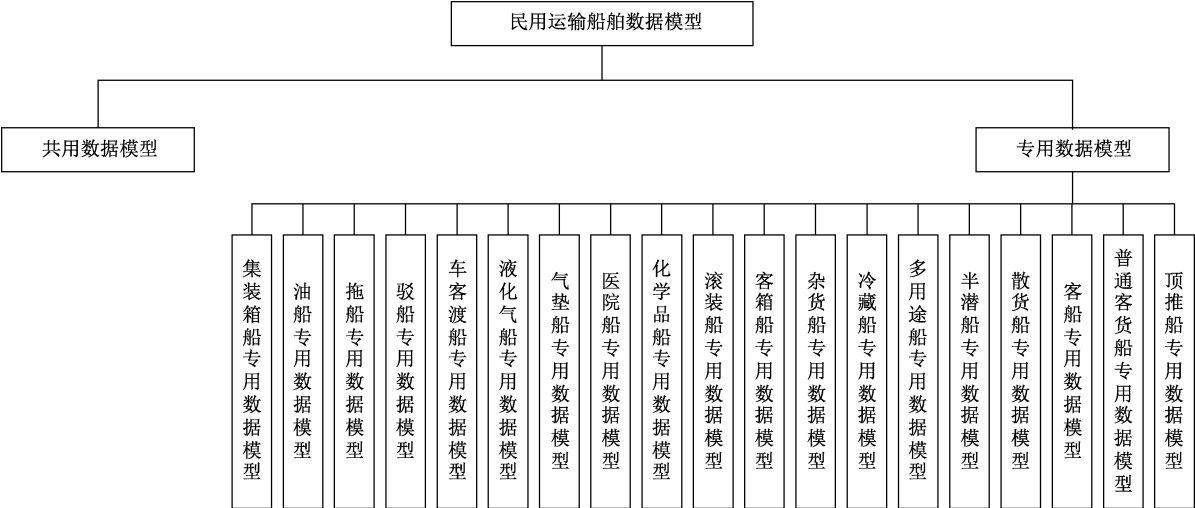 民用运输船舶数据模型
共用数据模型
专用数据模型
集装箱船专用数据模型
油船专用数据模型
拖船专用数据模型
驳船专用数据模型
车客渡船专用数据模型
液化气船专用数据模型
气垫船专用数据模型
医院船专用数据模型
化学品船专用数据模型
滚装船专用数据模型
客箱船专用数据模型
杂货船专用数据模型
冷藏船专用数据模型
多用途船专用数据模型
半潜船专用数据模型
散货船专用数据模型
客船专用数据模型
普通客货船专用数据模型
顶推船专用数据模型